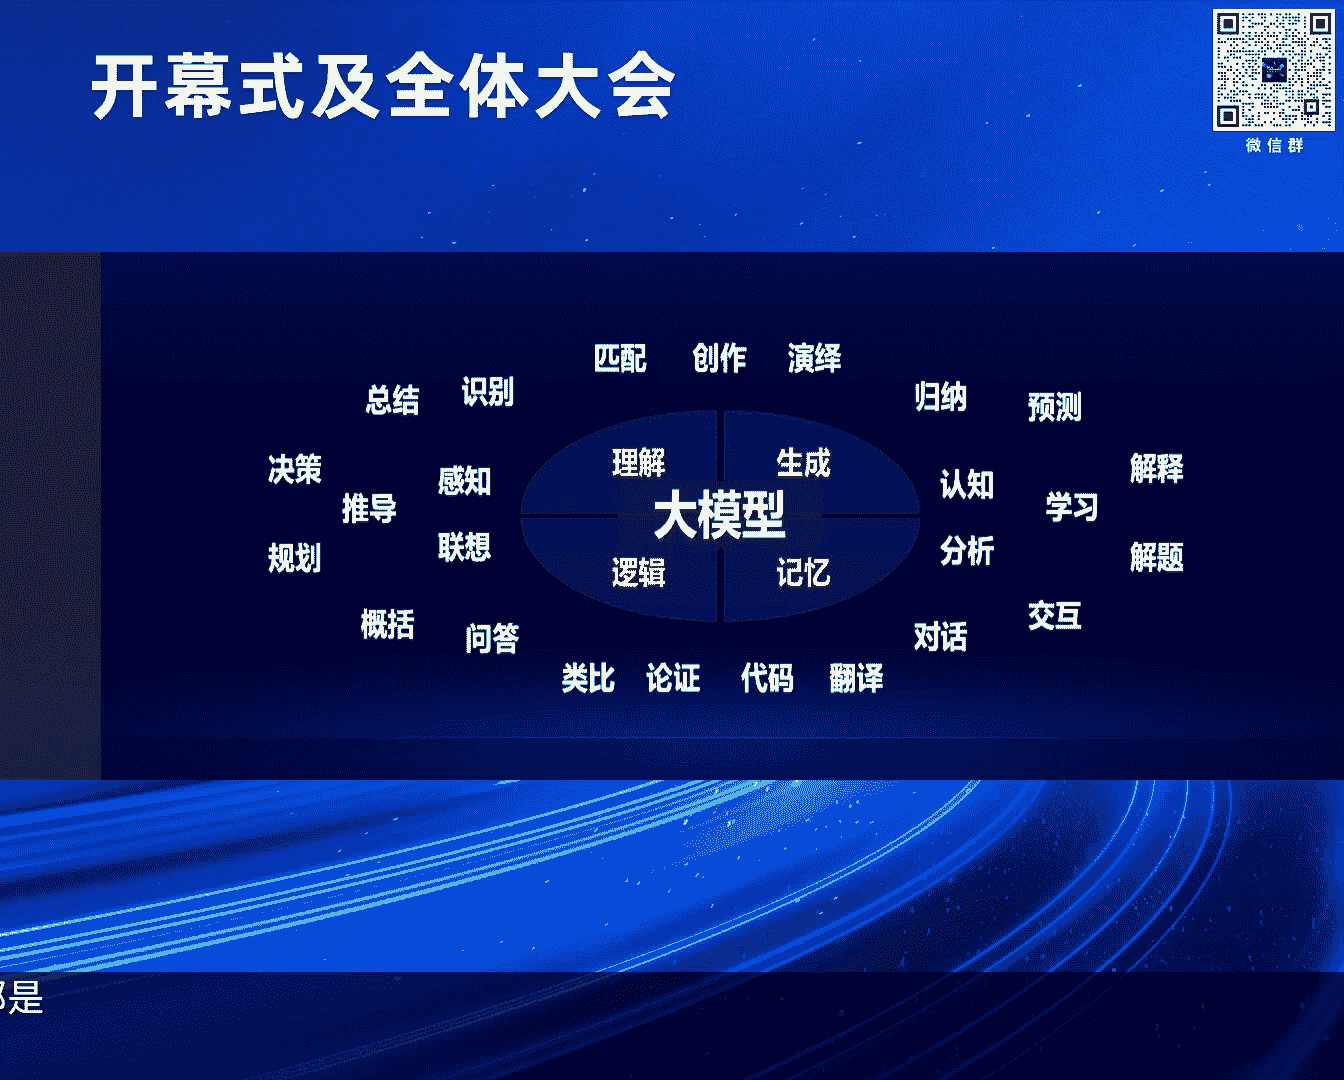 开幕式及全体大会
微信群
匹配 创作 演绎
总结 识别 归纳 预测
决策 感知 理解 生成 认知 解释
推导 大模型 学习
规划 联想 逻辑 记忆 分析 解题
概括 问答 对话 交互
类比 论证 代码 翻译
是